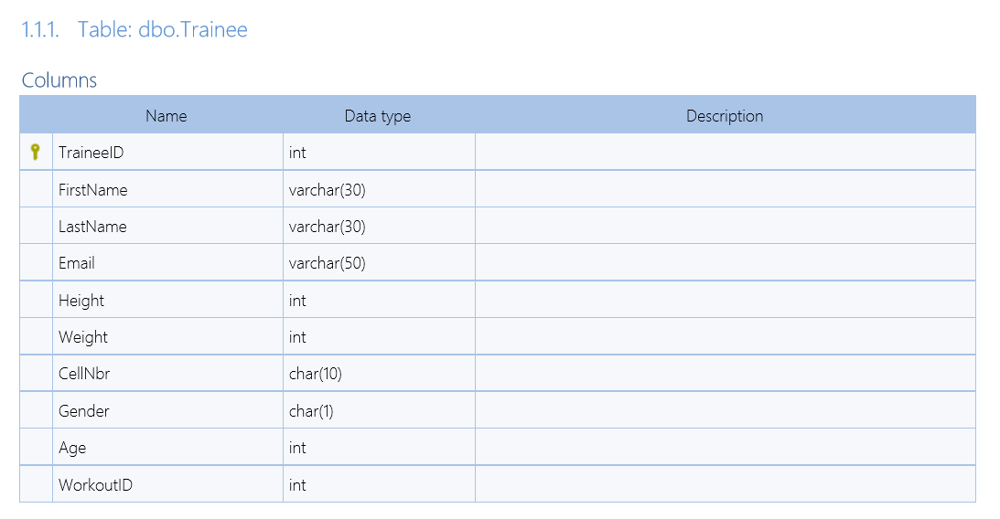 1.1.1. Table: dbo.Trainee
Columns
Name Data type Description
TraineeID int
FirstName varchar(30)
LastName varchar(30)
Email varchar(50)
Height int
Weight int
CellNbr char(10)
Gender char(1)
Age int
WorkoutID int